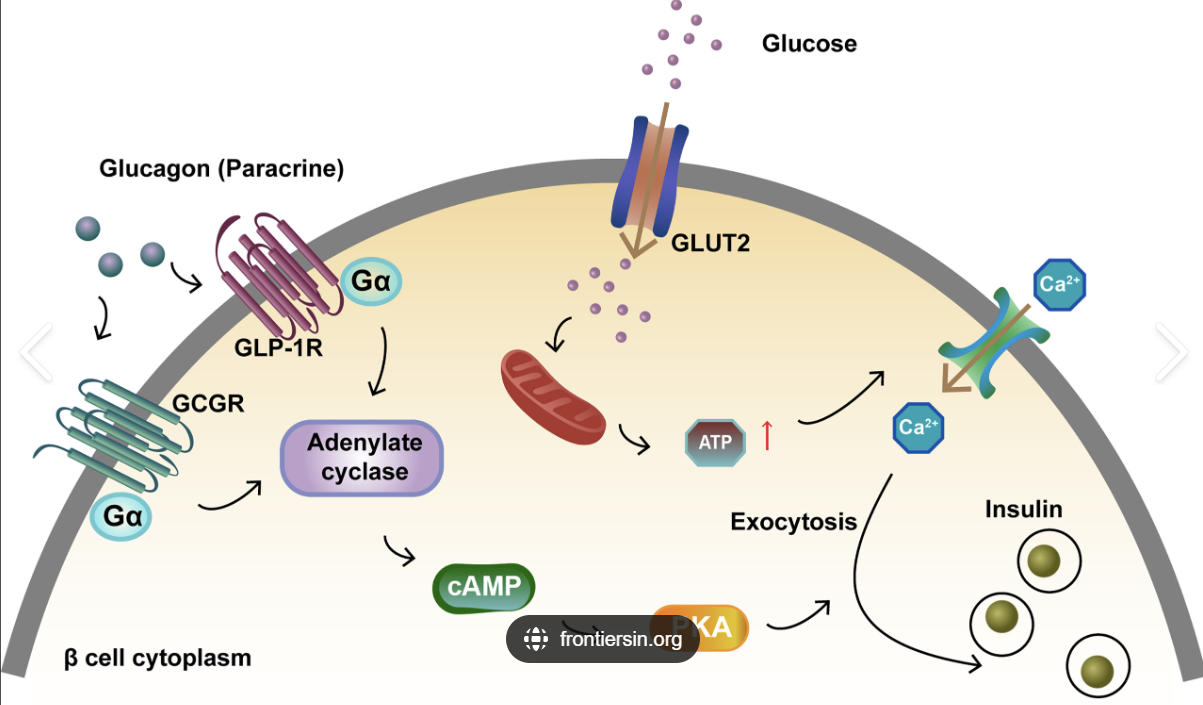 Glucose
Glucagon (Paracrine)
GLUT2
Gα
Ca²⁺
GLP-1R
GCGR
Adenylate
cyclase
ATP
Ca²⁺
Gα
Exocytosis
Insulin
cAMP
PKA
frontiersin.org
β cell cytoplasm